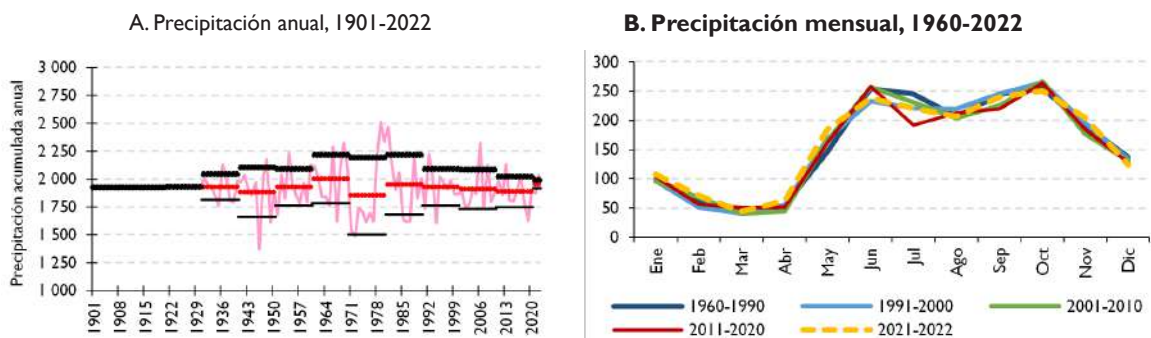 A. Precipitación anual, 1901-2022
B. Precipitación mensual, 1960-2022
Precipitación acumulada anual
3 000
2 750
2 500
2 250
2 000
1 750
1 500
1 250
1 000
1901
1908
1915
1922
1929
1936
1943
1950
1957
1964
1971
1978
1985
1992
1999
2006
2013
2020
300
250
200
150
100
50
0
Ene
Feb
Mar
Abr
May
Jun
Jul
Ago
Sep
Oct
Nov
Dic
1960-1990
1991-2000
2001-2010
2011-2020
2021-2022